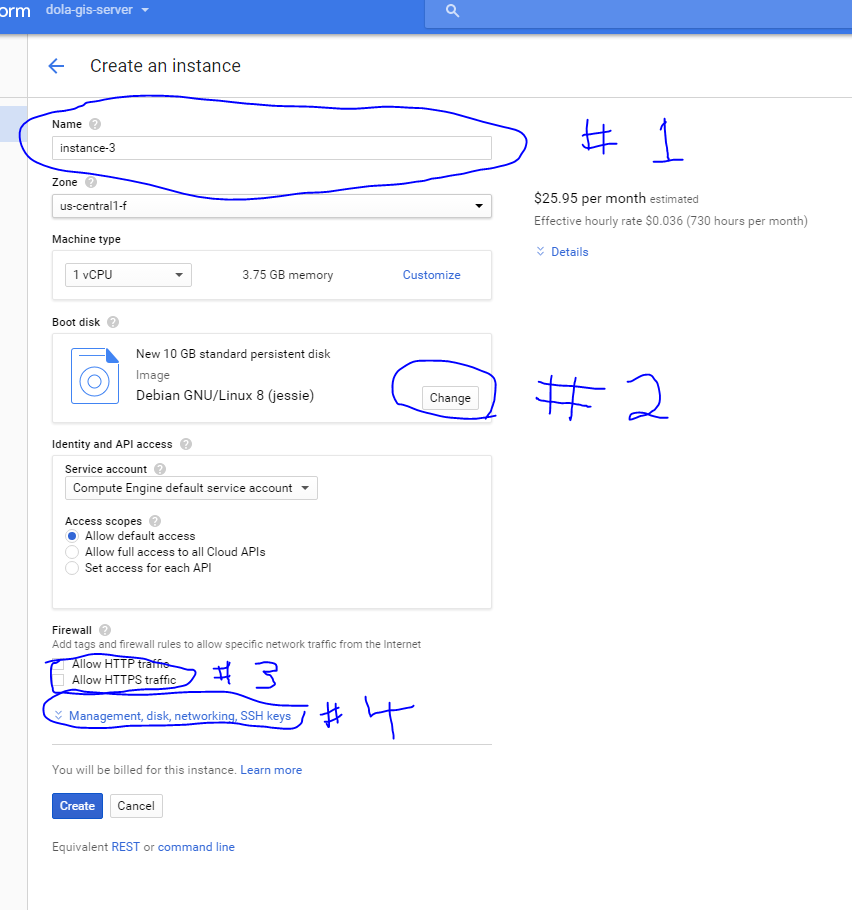 orm dola-gis-server
Create an instance
Name ?
instance-3
# 1
Zone ?
us-central1-f
$25.95 per month estimated
Effective hourly rate $0.036 (730 hours per month)
Details
Machine type
1 vCPU 3.75 GB memory Customize
Boot disk ?
New 10 GB standard persistent disk
Image
Debian GNU/Linux 8 (jessie)
Change
# 2
Identity and API access ?
Service account ?
Compute Engine default service account
Access scopes ?
Allow default access
Allow full access to all Cloud APIs
Set access for each API
Firewall ?
Add tags and firewall rules to allow specific network traffic from the Internet
Allow HTTP traffic
Allow HTTPS traffic # 3
Management, disk, networking, SSH keys # 4
You will be billed for this instance. Learn more
Create Cancel
Equivalent REST or command line